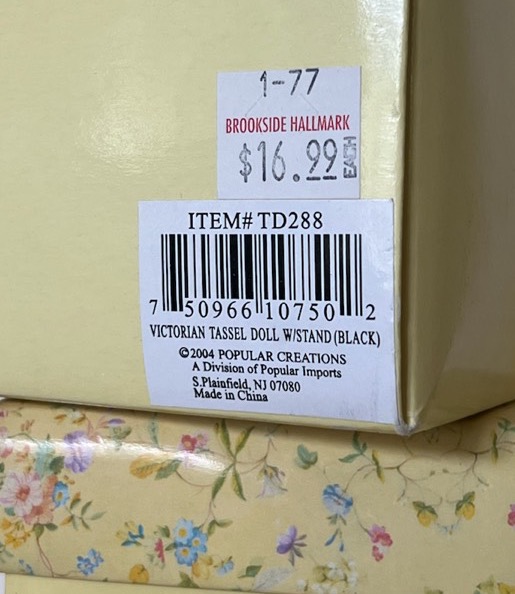 1-77
BROOKSIDE HALLMARK
$16.99 EACH
ITEM# TD288
7 50966 10750 2
VICTORIAN TASSEL DOLL W/STAND (BLACK)
©2004 POPULAR CREATIONS
A Division of Popular Imports
S.Plainfield, NJ 07080
Made in China